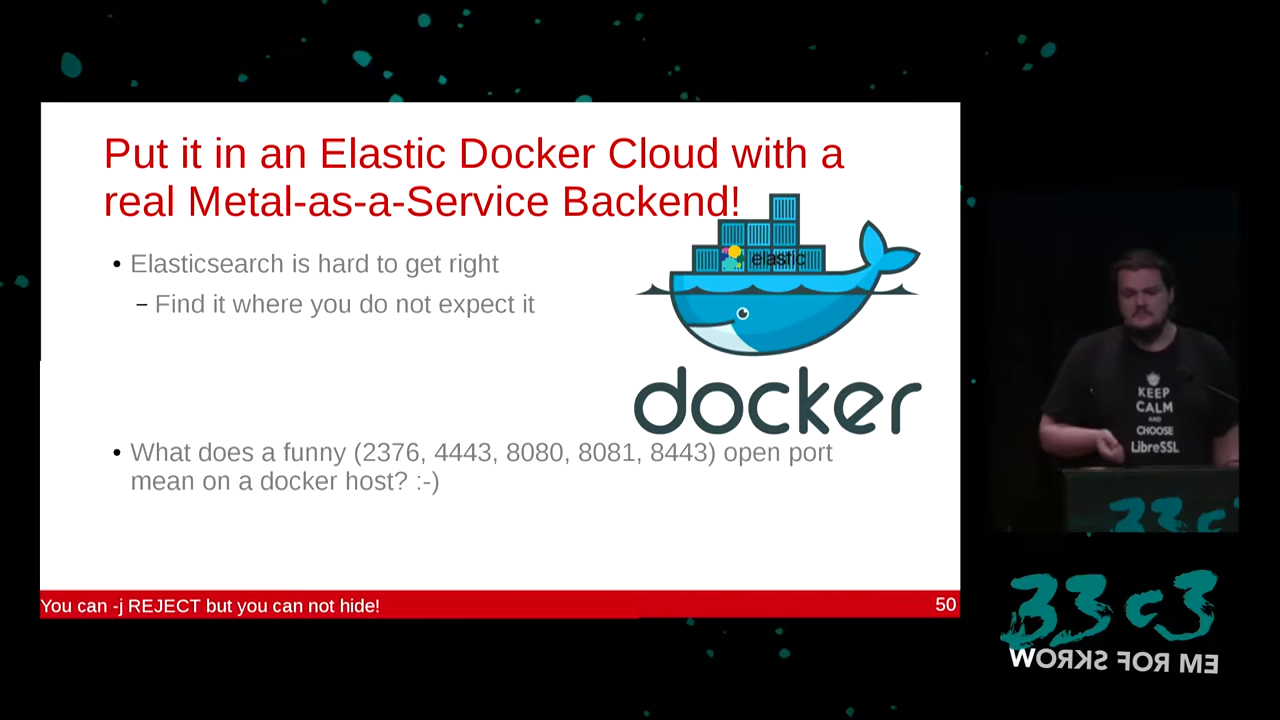 Put it in an Elastic Docker Cloud with a
real Metal-as-a-Service Backend!
• Elasticsearch is hard to get right
– Find it where you do not expect it
elastic
docker
• What does a funny (2376, 4443, 8080, 8081, 8443) open port
mean on a docker host? :-)
You can -j REJECT but you can not hide!
50
KEEP
CALM
AND
CHOOSE
LibreSSL
33c3
33c3
WORKS FOR ME